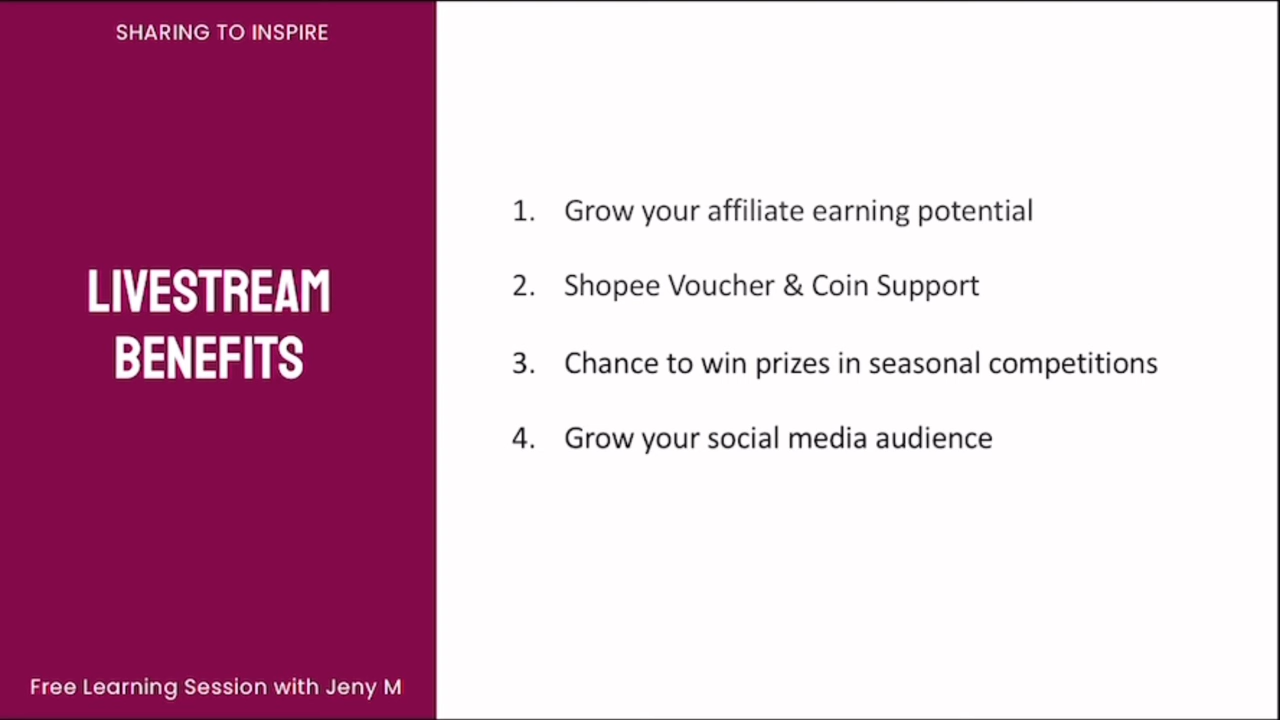 SHARING TO INSPIRE
LIVESTREAM
BENEFITS
1. Grow your affiliate earning potential
2. Shopee Voucher & Coin Support
3. Chance to win prizes in seasonal competitions
4. Grow your social media audience
Free Learning Session with Jeny M